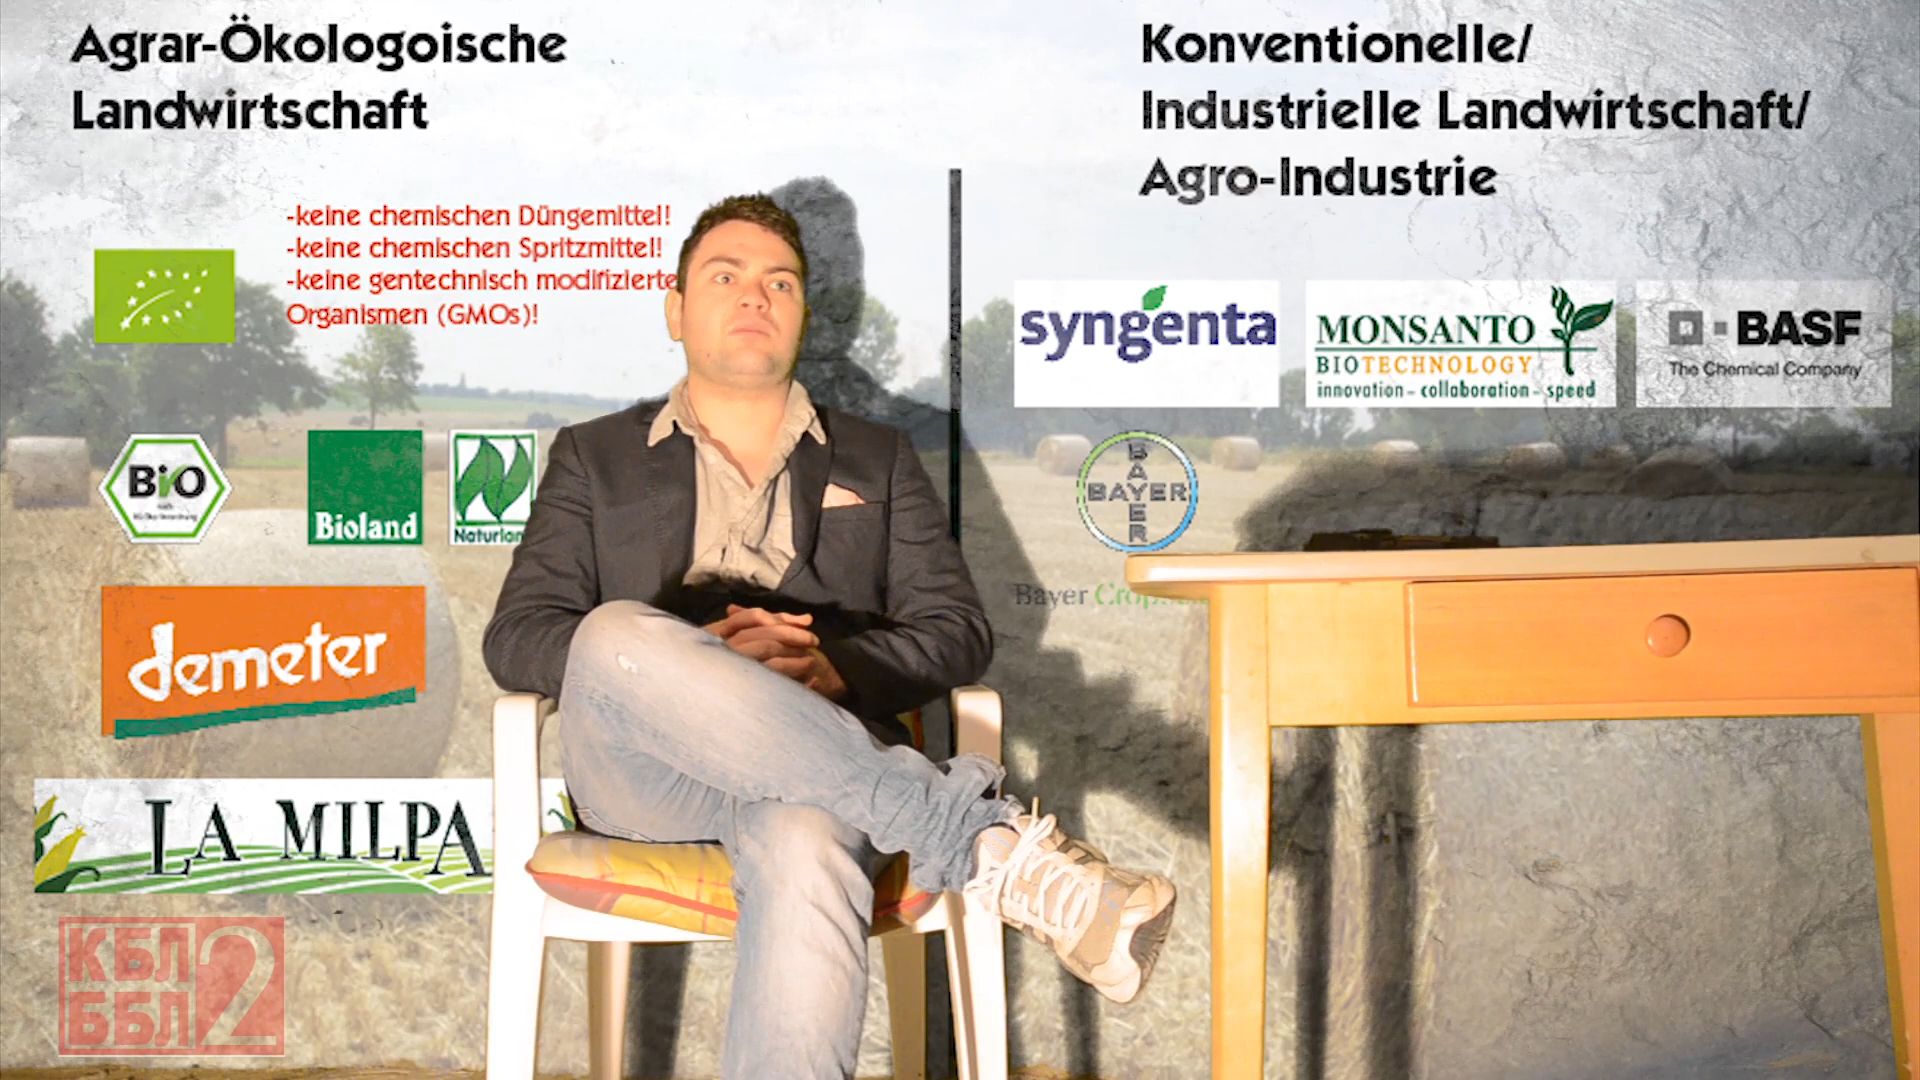 Agrar-Ökologoische
Landwirtschaft
-keine chemischen Düngemittel!
-keine chemischen Spritzmittel!
-keine gentechnisch modifizierte
Organismen (GMOs)!
BiO
Bioland
Naturlan
demeter
LA MILPA
КБЛ
ББЛ 2
Konventionelle/
Industrielle Landwirtschaft/
Agro-Industrie
syngenta
MONSANTO
BIOTECHNOLOGY
innovation - collaboration - speed
BASF
The Chemical Company
BAYER
BAYER
Bayer Crop